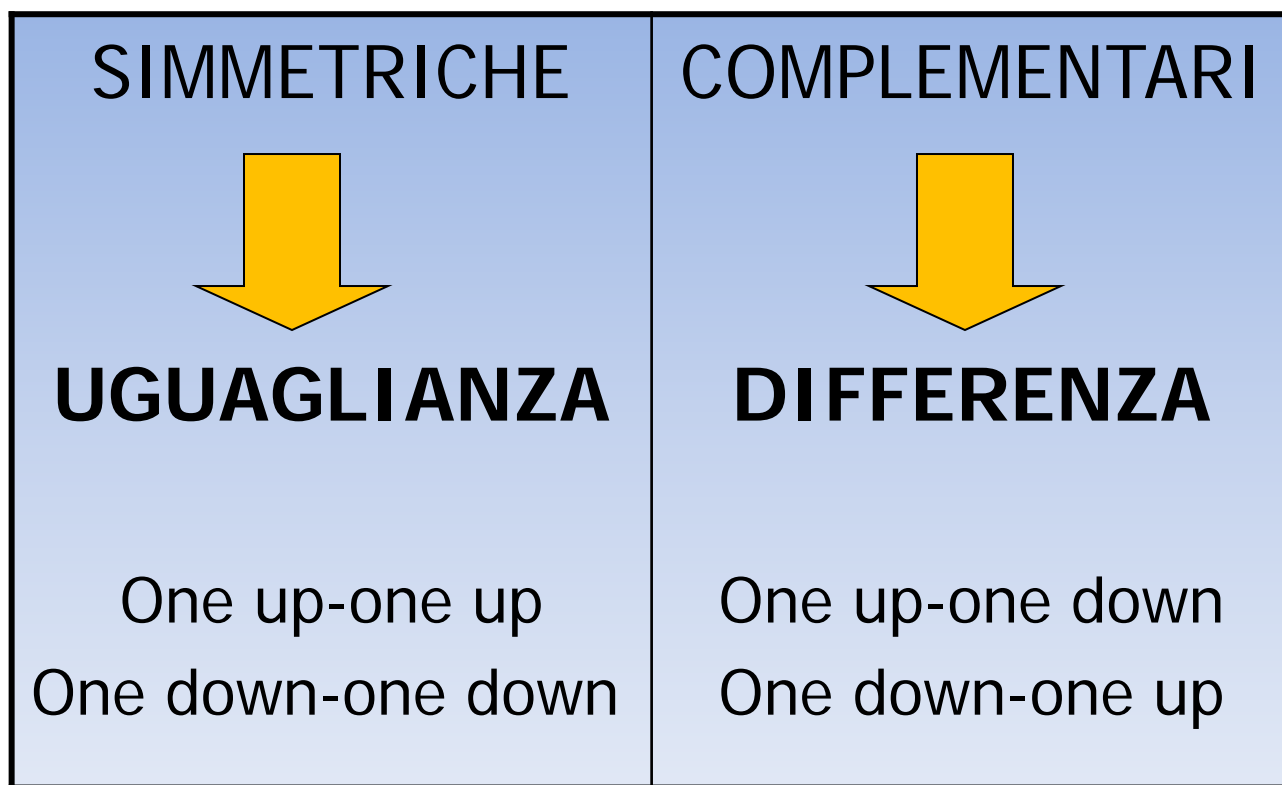 SIMMETRICHE
UGUAGLIANZA
One up-one up
One down-one down
COMPLEMENTARI
DIFFERENZA
One up-one down
One down-one up